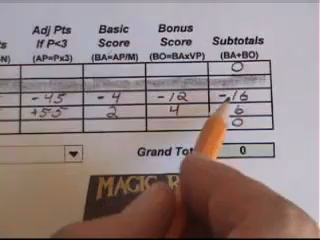 Adj Pts Basic Bonus Subtotals
If P<3 Score Score
(AP=Px3) (BA=AP/M) (BO=BAxVP) (BA+BO)
0
-45 -4 -12 -16
+55 2 4 6
0
Grand Tot 0
MAGIC R